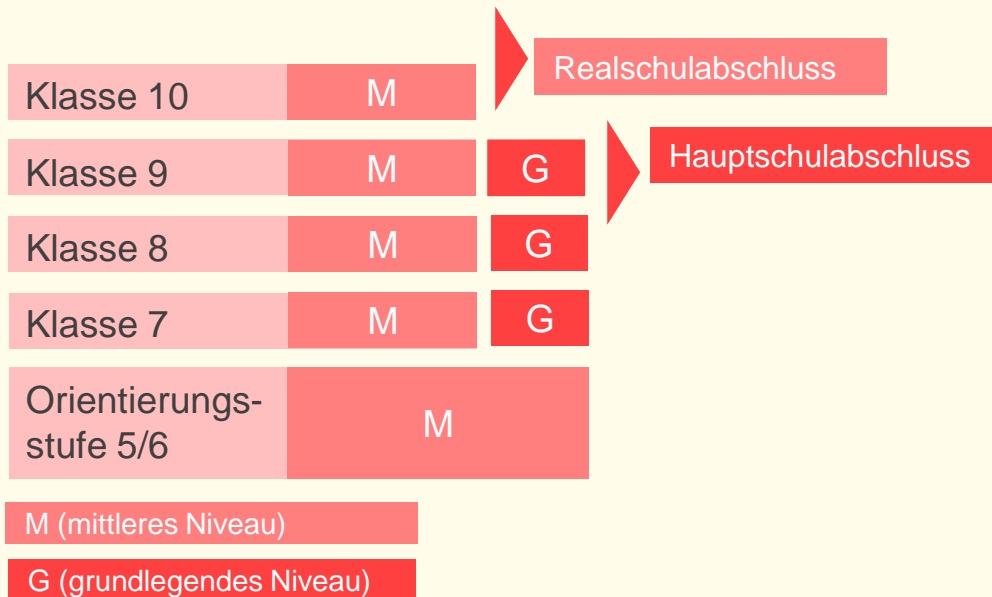 Realschulabschluss
Klasse 10
M
Hauptschulabschluss
Klasse 9
M
G
Klasse 8
M
G
Klasse 7
M
G
Orientierungs-
stufe 5/6
M
M (mittleres Niveau)
G (grundlegendes Niveau)